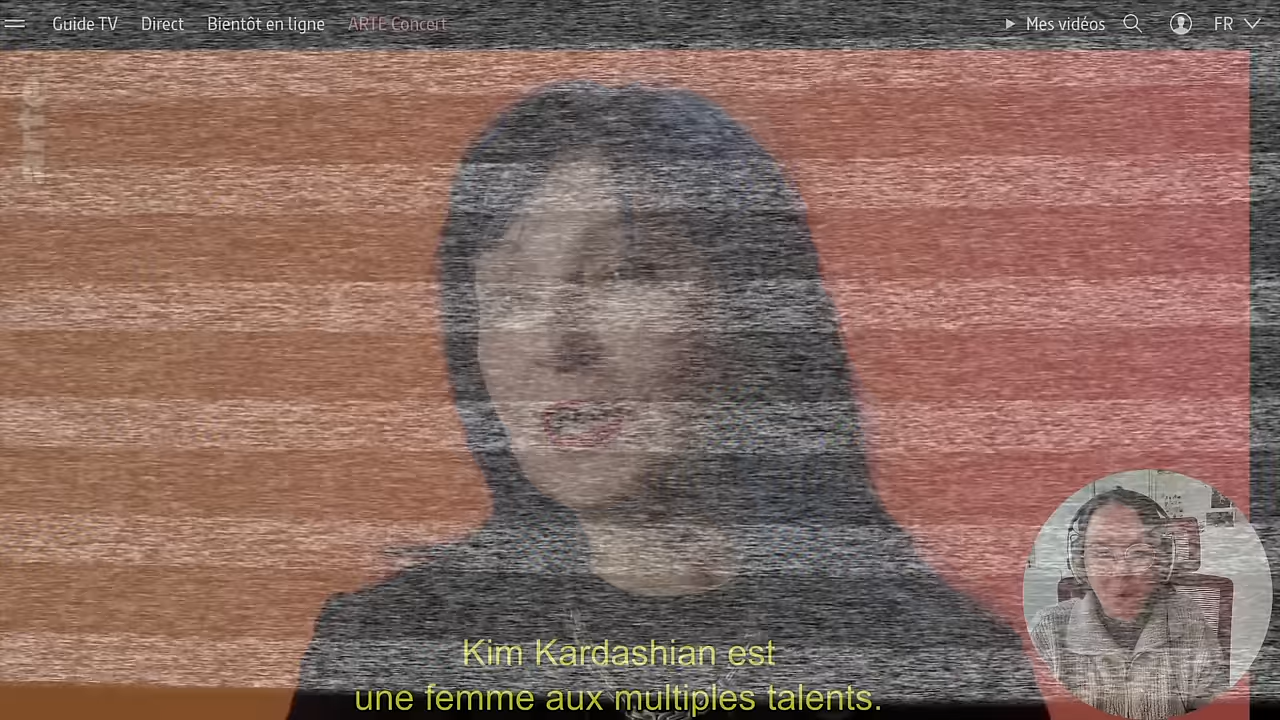 Guide TV
Direct
Bientôt en ligne
ARTE Concert
Mes vidéos
FR
arte
Kim Kardashian est
une femme aux multiples talents.